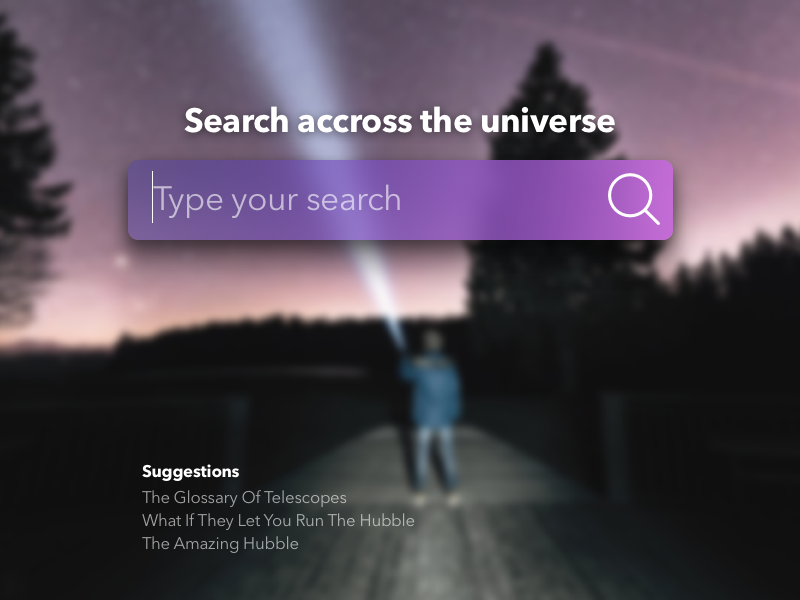 Search accross the universe
Type your search
Suggestions
The Glossary Of Telescopes
What If They Let You Run The Hubble
The Amazing Hubble